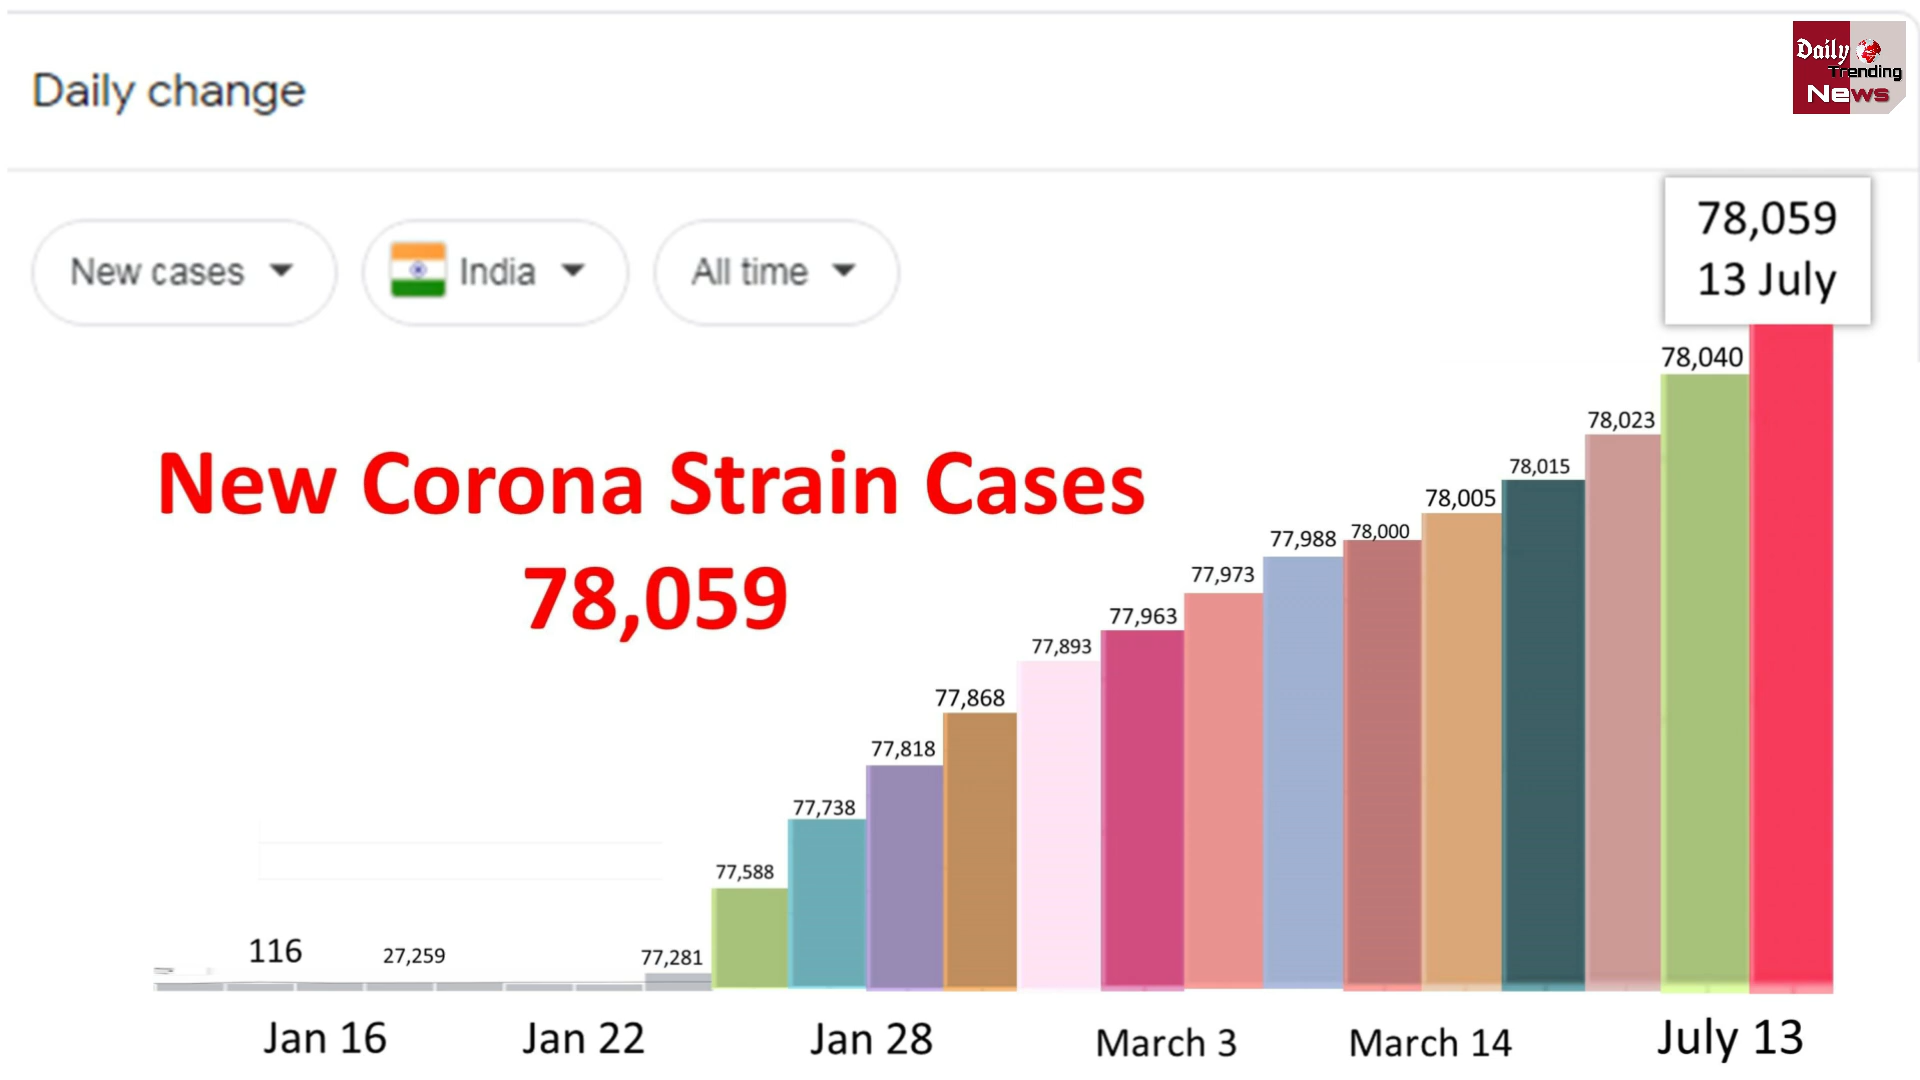 Daily change
Daily
Trending
News
New cases
India
All time
78,059
13 July
New Corona Strain Cases
78,059
116
27,259
77,281
77,588
77,738
77,818
77,868
77,893
77,963
77,973
77,988
78,000
78,005
78,015
78,023
78,040
Jan 16
Jan 22
Jan 28
March 3
March 14
July 13